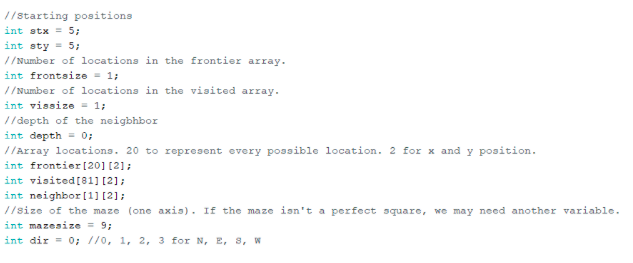 //Starting positions
int stx = 5;
int sty = 5;
//Number of locations in the frontier array.
int frontsize = 1;
//Number of locations in the visited array.
int vissize = 1;
//depth of the neigbhbor
int depth = 0;
//Array locations. 20 to represent every possible location. 2 for x and y position.
int frontier[20][2];
int visited[81][2];
int neighbor[1][2];
//Size of the maze (one axis). If the maze isn't a perfect square, we may need another variable.
int mazesize = 9;
int dir = 0; //0, 1, 2, 3 for N, E, S, W